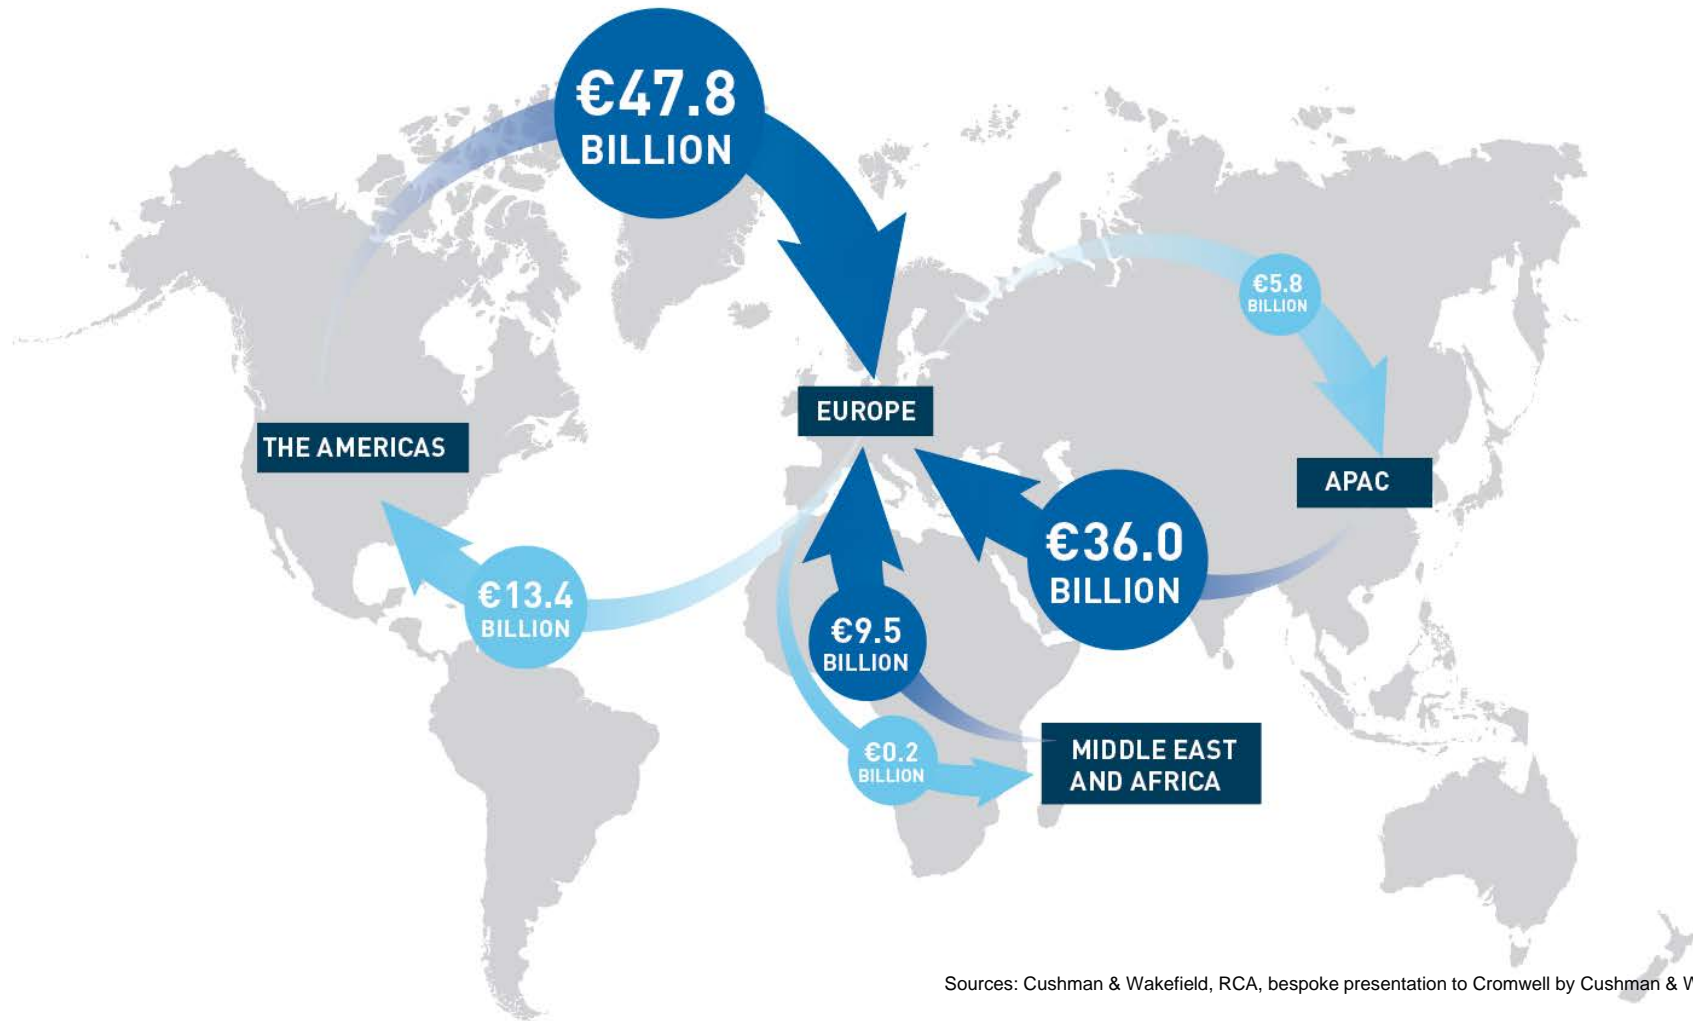 €47.8
BILLION
€5.8
BILLION
EUROPE
THE AMERICAS
APAC
€36.0
BILLION
€13.4
BILLION
€9.5
BILLION
€0.2
BILLION
MIDDLE EAST
AND AFRICA
Sources: Cushman & Wakefield, RCA, bespoke presentation to Cromwell by Cushman & W